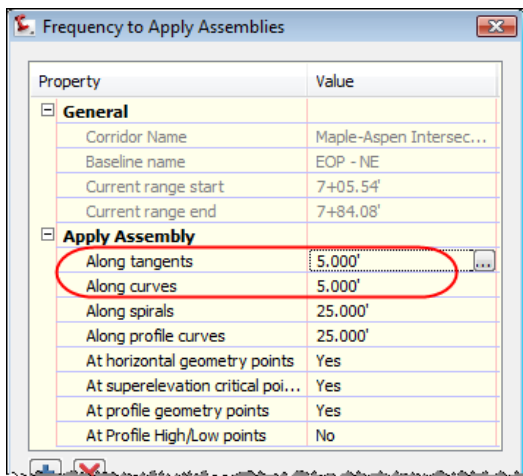 Frequency to Apply Assemblies
Property Value
General
Corridor Name Maple-Aspen Intersec...
Baseline name EOP - NE
Current range start 7+05.54'
Current range end 7+84.08'
Apply Assembly
Along tangents 5.000' ...
Along curves 5.000'
Along spirals 25.000'
Along profile curves 25.000'
At horizontal geometry points Yes
At superelevation critical poi... Yes
At profile geometry points Yes
At Profile High/Low points No